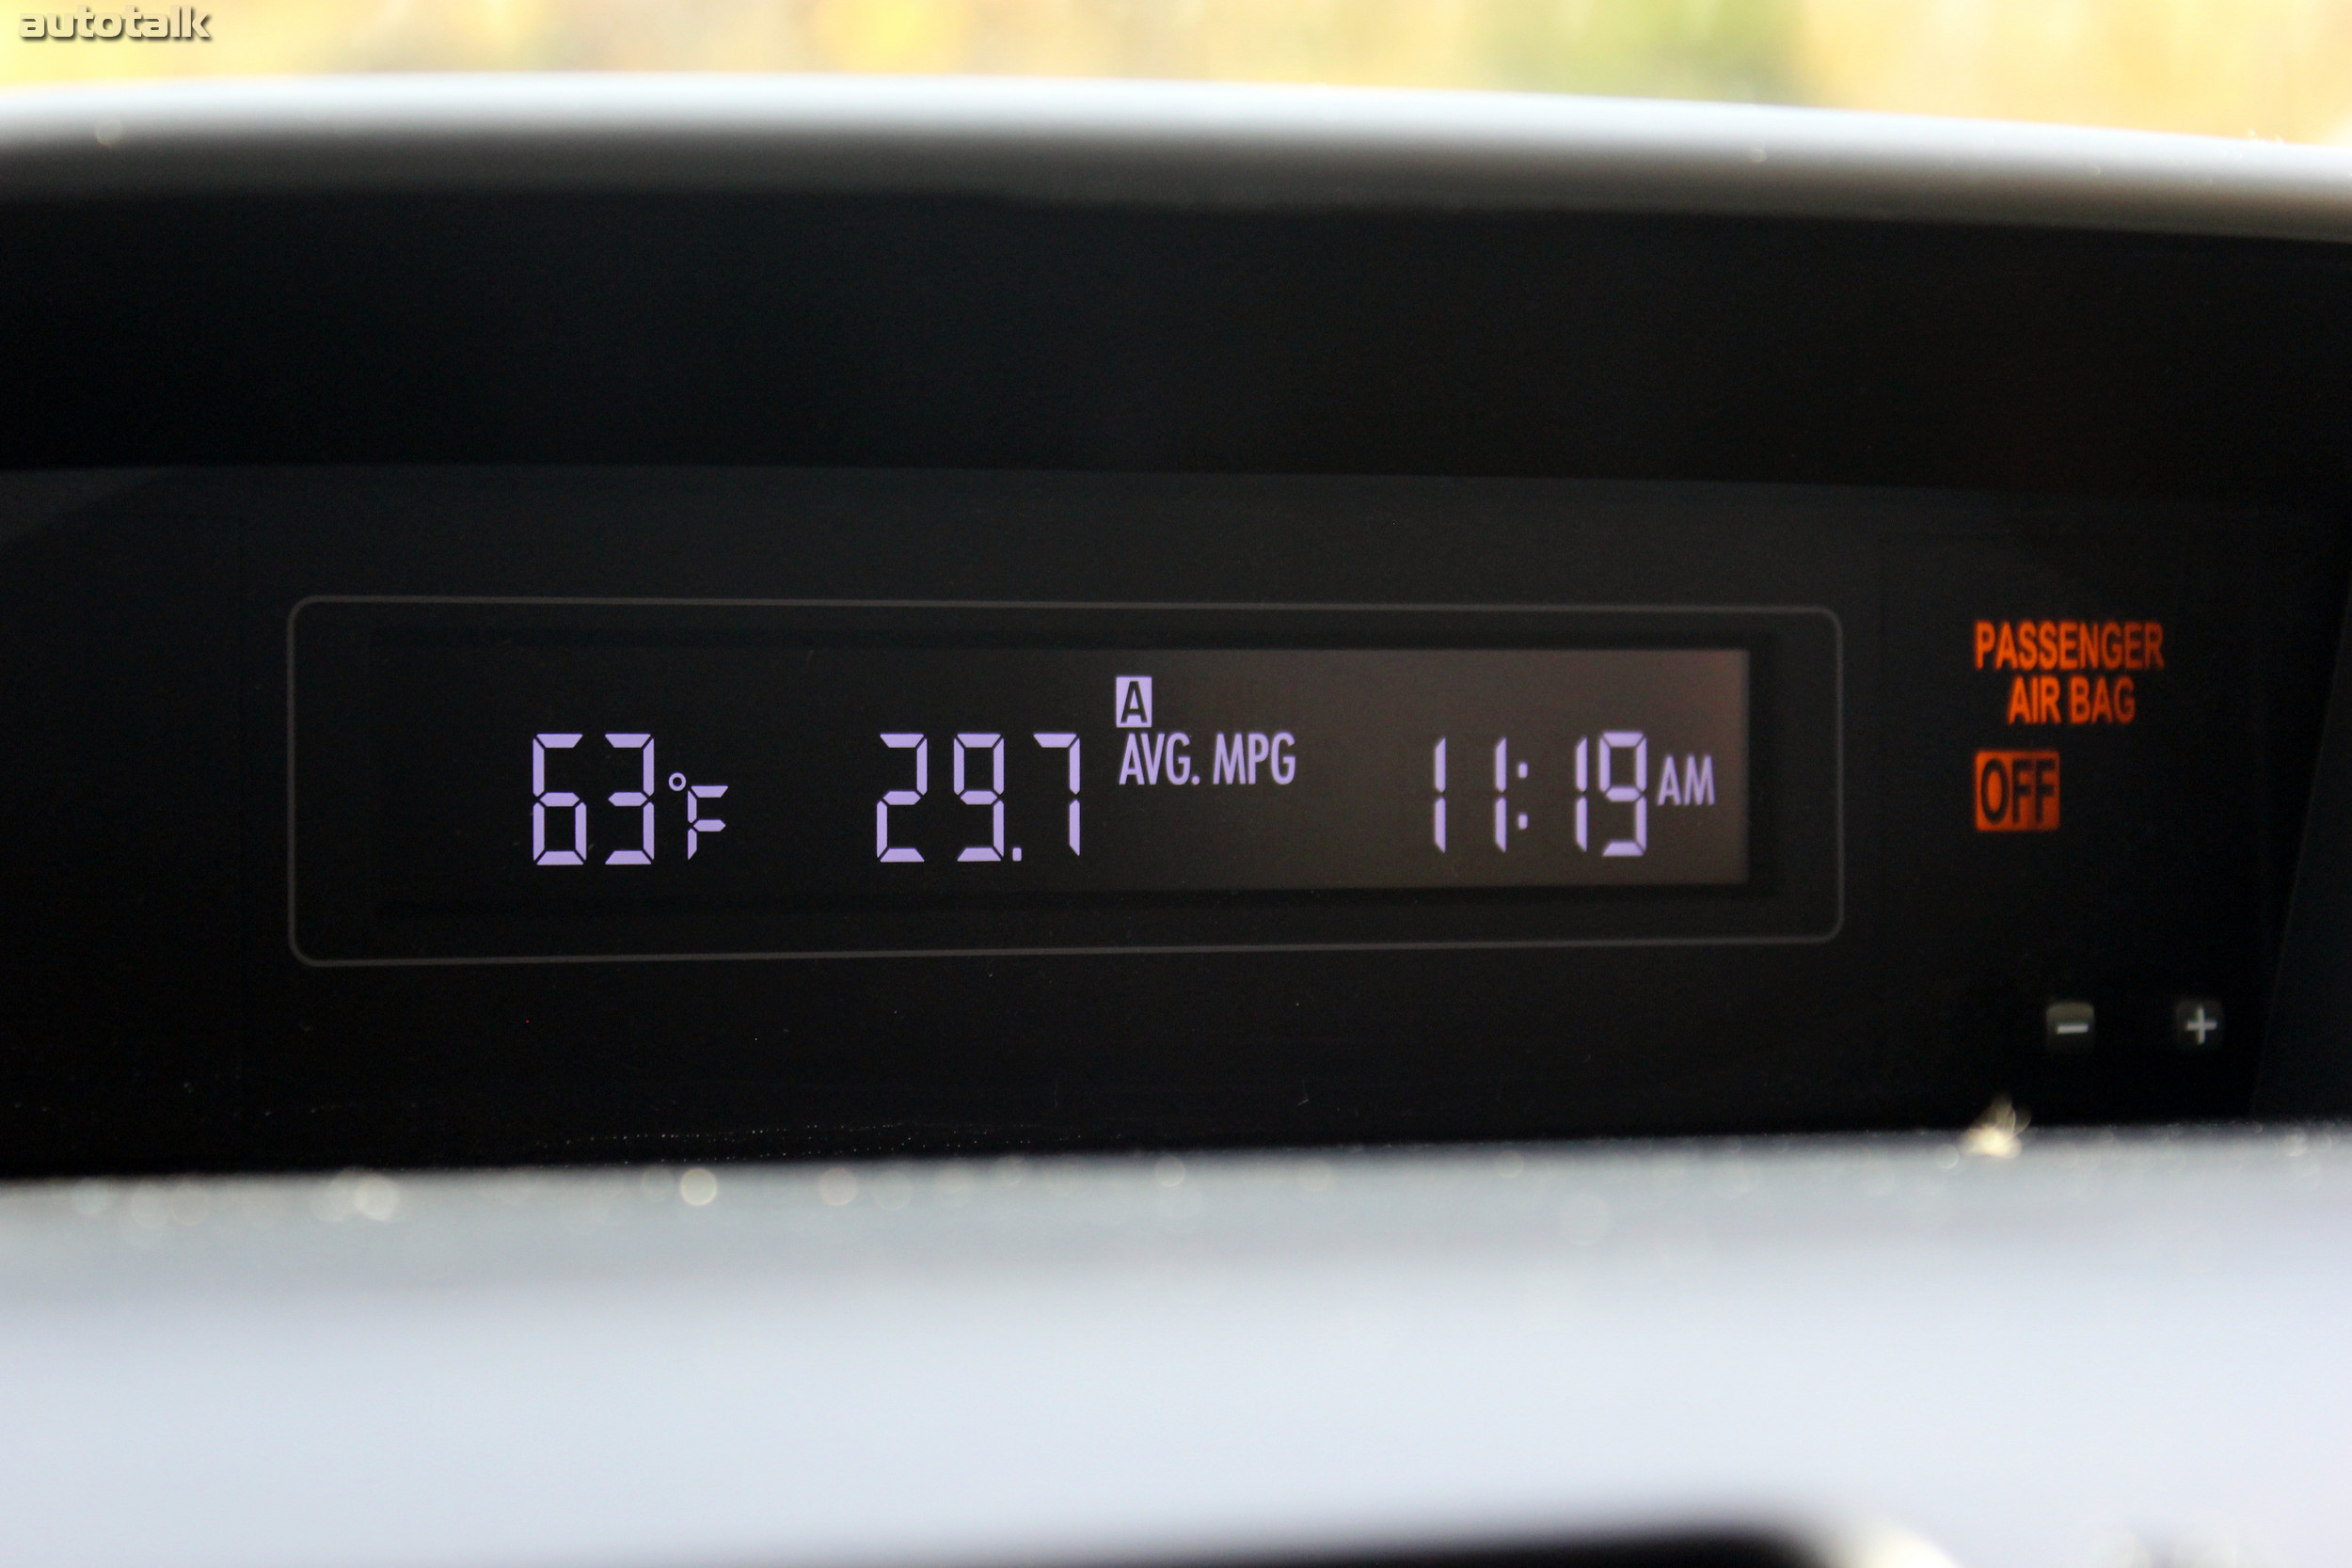 autotalk
A
63°F 29.7 AVG. MPG 11:19 AM
PASSENGER
AIR BAG
OFF
- +